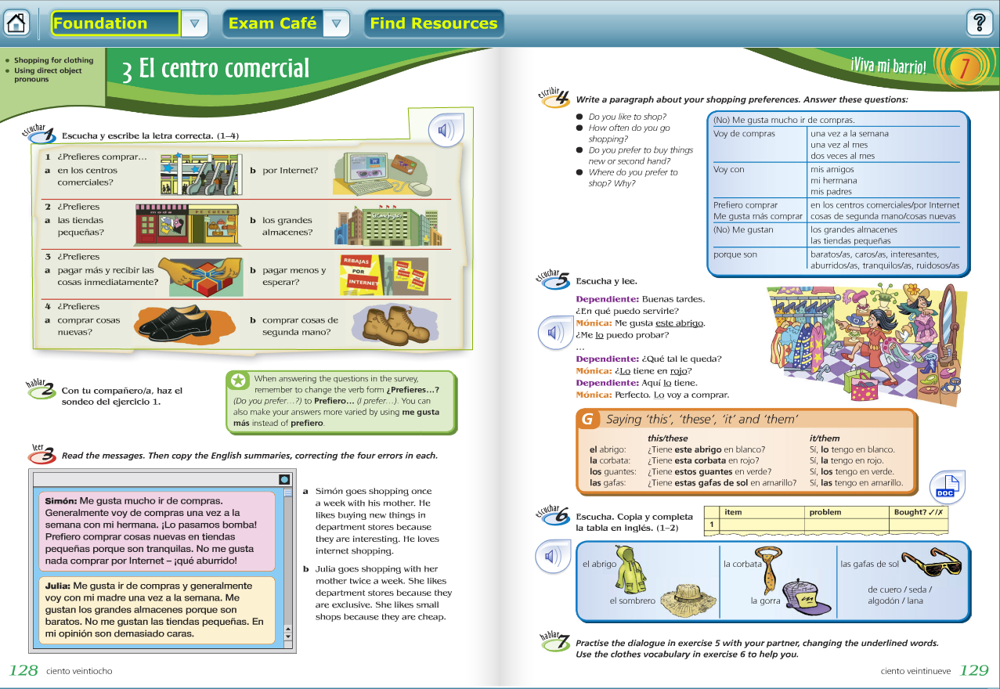 Foundation
Exam Café
Find Resources
?
• Shopping for clothing
• Using direct object
pronouns
3 El centro comercial
escuchar 1
Escucha y escribe la letra correcta. (1–4)
1 ¿Prefieres comprar…
a en los centros
comerciales?
b por Internet?
2 ¿Prefieres
a las tiendas
pequeñas?
moda
DE CUERO
b los grandes
almacenes?
3 ¿Prefieres
a pagar más y recibir las
cosas inmediatamente?
b pagar menos y
esperar?
REBAJAS
POR
INTERNET
4 ¿Prefieres
a comprar cosas
nuevas?
b comprar cosas de
segunda mano?
hablar 2
Con tu compañero/a, haz el
sondeo del ejercicio 1.
When answering the questions in the survey,
remember to change the verb form ¿Prefieres…?
(Do you prefer…?) to Prefiero… (I prefer…). You can
also make your answers more varied by using me gusta
más instead of prefiero.
leer 3
Read the messages. Then copy the English summaries, correcting the four errors in each.
Simón: Me gusta mucho ir de compras.
Generalmente voy de compras una vez a la
semana con mi hermana. ¡Lo pasamos bomba!
Prefiero comprar cosas nuevas en tiendas
pequeñas porque son tranquilas. No me gusta
nada comprar por Internet – ¡qué aburrido!
Julia: Me gusta ir de compras y generalmente
voy con mi madre una vez a la semana. Me
gustan los grandes almacenes porque son
baratos. No me gustan las tiendas pequeñas. En
mi opinión son demasiado caras.
a Simón goes shopping once
a week with his mother. He
likes buying new things in
department stores because
they are interesting. He loves
internet shopping.
b Julia goes shopping with her
mother twice a week. She likes
department stores because they
are exclusive. She likes small
shops because they are cheap.
128 ciento veintiocho
¡Viva mi barrio! 7
escribir 4
Write a paragraph about your shopping preferences. Answer these questions:
● Do you like to shop?
● How often do you go
shopping?
● Do you prefer to buy things
new or second hand?
● Where do you prefer to
shop? Why?
(No) Me gusta mucho ir de compras.
Voy de compras una vez a la semana
una vez al mes
dos veces al mes
Voy con mis amigos
mi hermana
mis padres
Prefiero comprar en los centros comerciales/por Internet
Me gusta más comprar cosas de segunda mano/cosas nuevas
(No) Me gustan los grandes almacenes
las tiendas pequeñas
porque son baratos/as, caros/as, interesantes,
aburridos/as, tranquilos/as, ruidosos/as
escuchar 5
Escucha y lee.
Dependiente: Buenas tardes.
¿En qué puedo servirle?
Mónica: Me gusta este abrigo.
¿Me lo puedo probar?
…
Dependiente: ¿Qué tal le queda?
Mónica: ¿Lo tiene en rojo?
Dependiente: Aquí lo tiene.
Mónica: Perfecto. Lo voy a comprar.
G Saying ‘this’, ‘these’, ‘it’ and ‘them’
this/these it/them
el abrigo: ¿Tiene este abrigo en blanco? Sí, lo tengo en blanco.
la corbata: ¿Tiene esta corbata en rojo? Sí, la tengo en rojo.
los guantes: ¿Tiene estos guantes en verde? Sí, los tengo en verde.
las gafas: ¿Tiene estas gafas de sol en amarillo? Sí, las tengo en amarillo.
DOC
escuchar 6
Escucha. Copia y completa
la tabla en inglés. (1–2)
item problem Bought? ✓/✗
1
el abrigo
el sombrero
la corbata
la gorra
las gafas de sol
de cuero / seda /
algodón / lana
hablar 7
Practise the dialogue in exercise 5 with your partner, changing the underlined words.
Use the clothes vocabulary in exercise 6 to help you.
ciento veintinueve 129